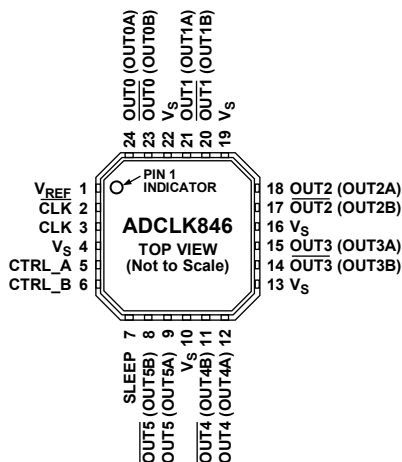 24 OUT0 (OUT0A)
23 OUT0 (OUT0B)
22 VS
21 OUT1 (OUT1A)
20 OUT1 (OUT1B)
19 VS
VREF 1
CLK 2
CLK 3
VS 4
CTRL_A 5
CTRL_B 6
PIN 1
INDICATOR
ADCLK846
TOP VIEW
(Not to Scale)
18 OUT2 (OUT2A)
17 OUT2 (OUT2B)
16 VS
15 OUT3 (OUT3A)
14 OUT3 (OUT3B)
13 VS
SLEEP 7
OUT5 (OUT5B) 8
OUT5 (OUT5A) 9
VS 10
OUT4 (OUT4B) 11
OUT4 (OUT4A) 12